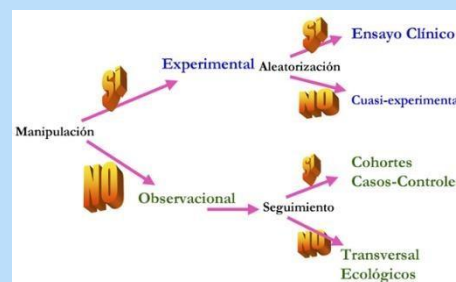 SI
Ensayo Clínico
Experimental
Aleatorización
SI
NO
Cuasi-experimenta
Manipulación
NO
SI
Cohortes
Casos-Controle
Observacional
Seguimiento
NO
Transversal
Ecológicos